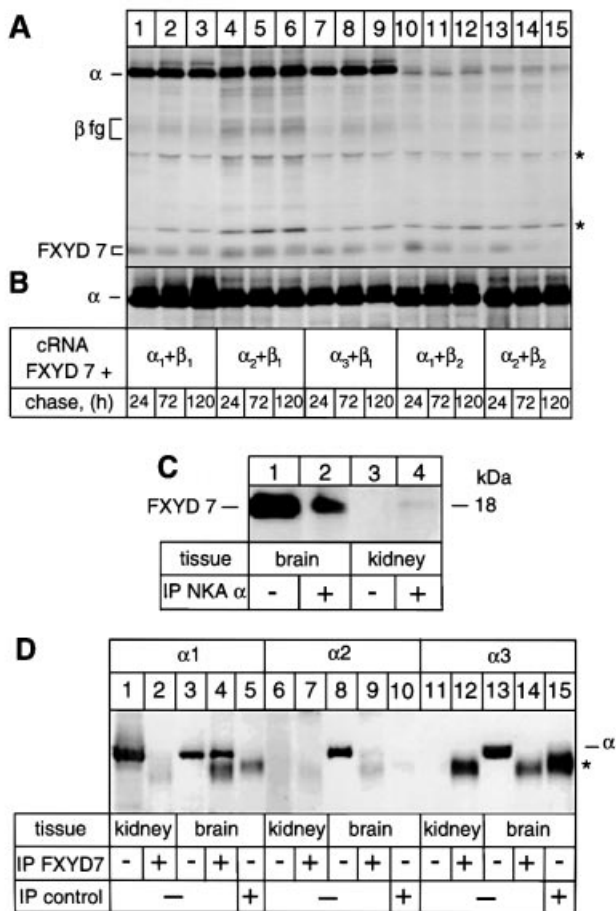 A
1 2 3 4 5 6 7 8 9 10 11 12 13 14 15
α –
β fg [
*
*
FXYD 7
B
α –
cRNA FXYD 7 + α1+β1 α2+β1 α3+β1 α1+β2 α2+β2
chase, (h) 24 72 120 24 72 120 24 72 120 24 72 120 24 72 120
C
1 2 3 4 kDa
FXYD 7 — — 18
tissue brain kidney
IP NKA α - + - +
D
α1 α2 α3
1 2 3 4 5 6 7 8 9 10 11 12 13 14 15
– α
*
tissue kidney brain kidney brain kidney brain
IP FXYD7 - + - + - - + - + - - + - + -
IP control — + — + — +